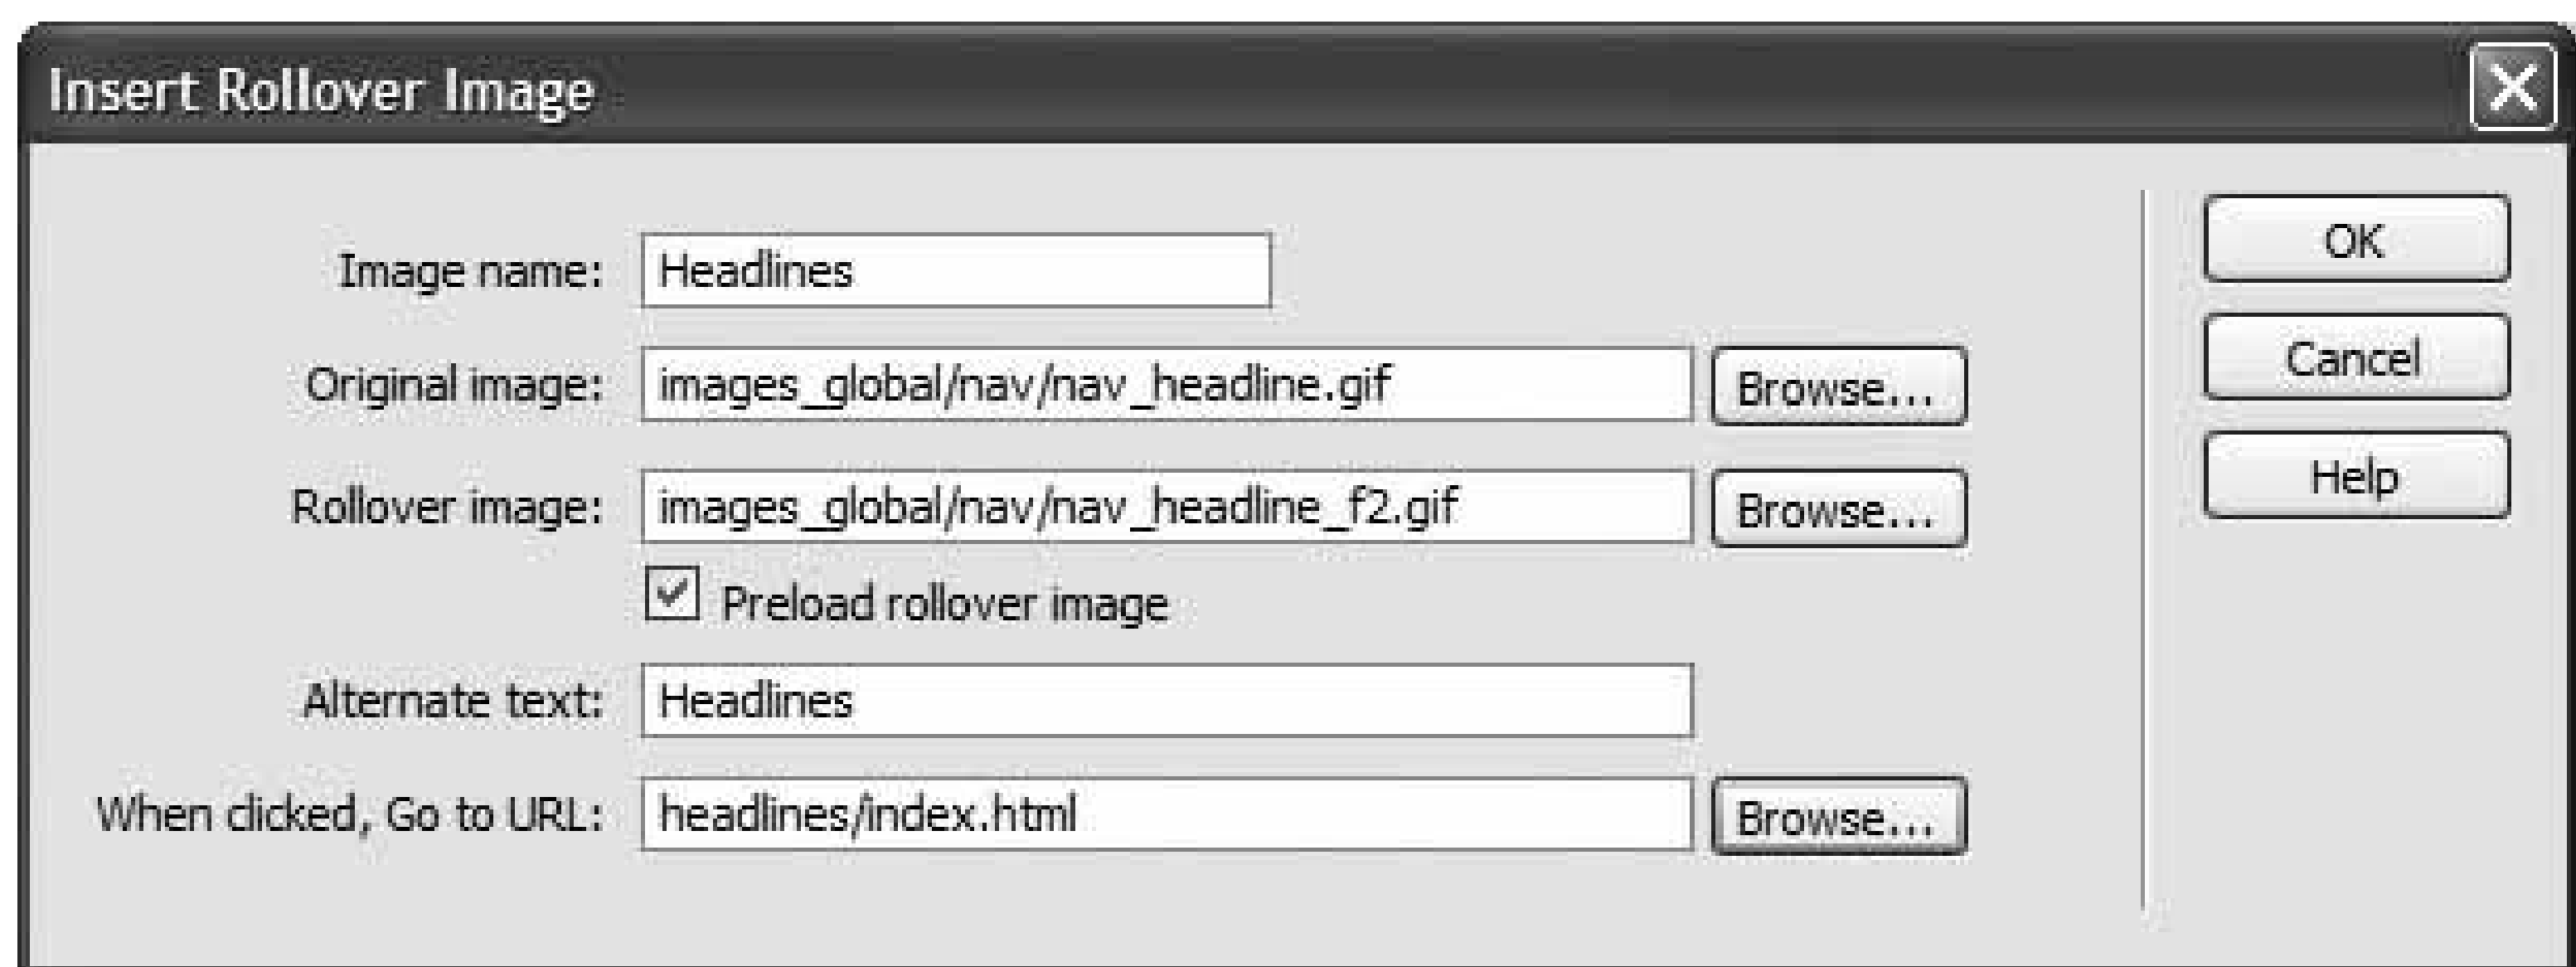 Insert Rollover Image
Image name: Headlines
Original image: images_global/nav/nav_headline.gif Browse...
Rollover image: images_global/nav/nav_headline_f2.gif Browse...
Preload rollover image
Alternate text: Headlines
When clicked, Go to URL: headlines/index.html Browse...
OK
Cancel
Help